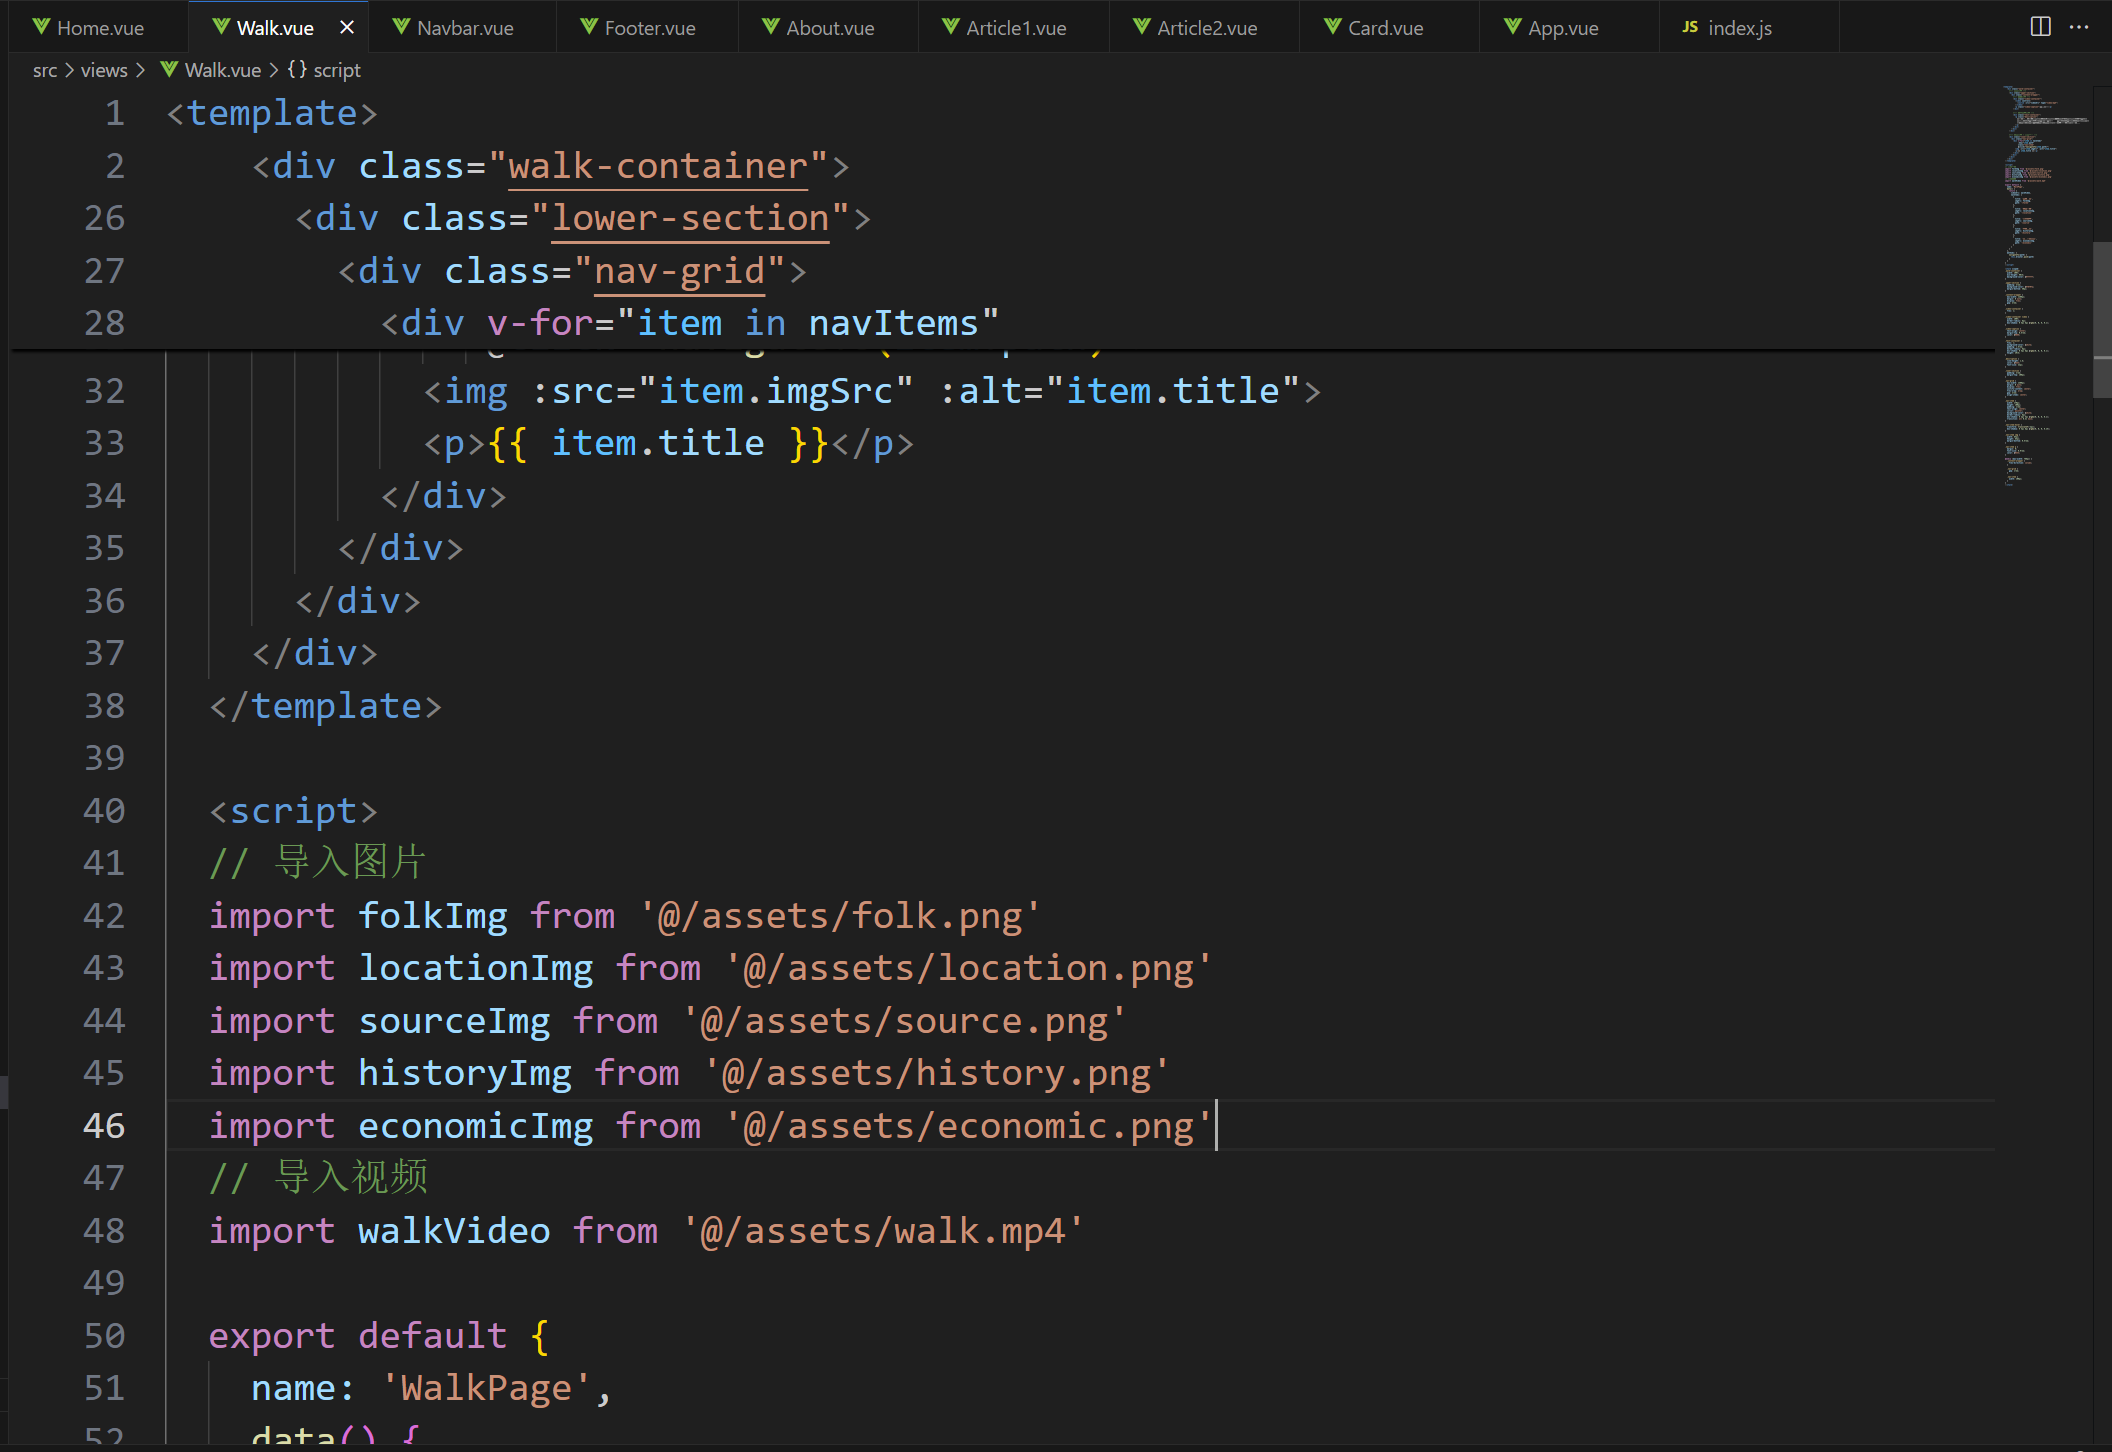 Home.vue Walk.vue Navbar.vue Footer.vue About.vue Article1.vue Article2.vue Card.vue App.vue JS index.js
src > views > Walk.vue > {} script
1 <template>
2 <div class="walk-container">
26 <div class="lower-section">
27 <div class="nav-grid">
28 <div v-for="item in navItems"
32 <img :src="item.imgSrc" :alt="item.title">
33 <p>{{ item.title }}</p>
34 </div>
35 </div>
36 </div>
37 </div>
38 </template>
39
40 <script>
41 // 导入图片
42 import folkImg from '@/assets/folk.png'
43 import locationImg from '@/assets/location.png'
44 import sourceImg from '@/assets/source.png'
45 import historyImg from '@/assets/history.png'
46 import economicImg from '@/assets/economic.png'
47 // 导入视频
48 import walkVideo from '@/assets/walk.mp4'
49
50 export default {
51 name: 'WalkPage',
52 data() {